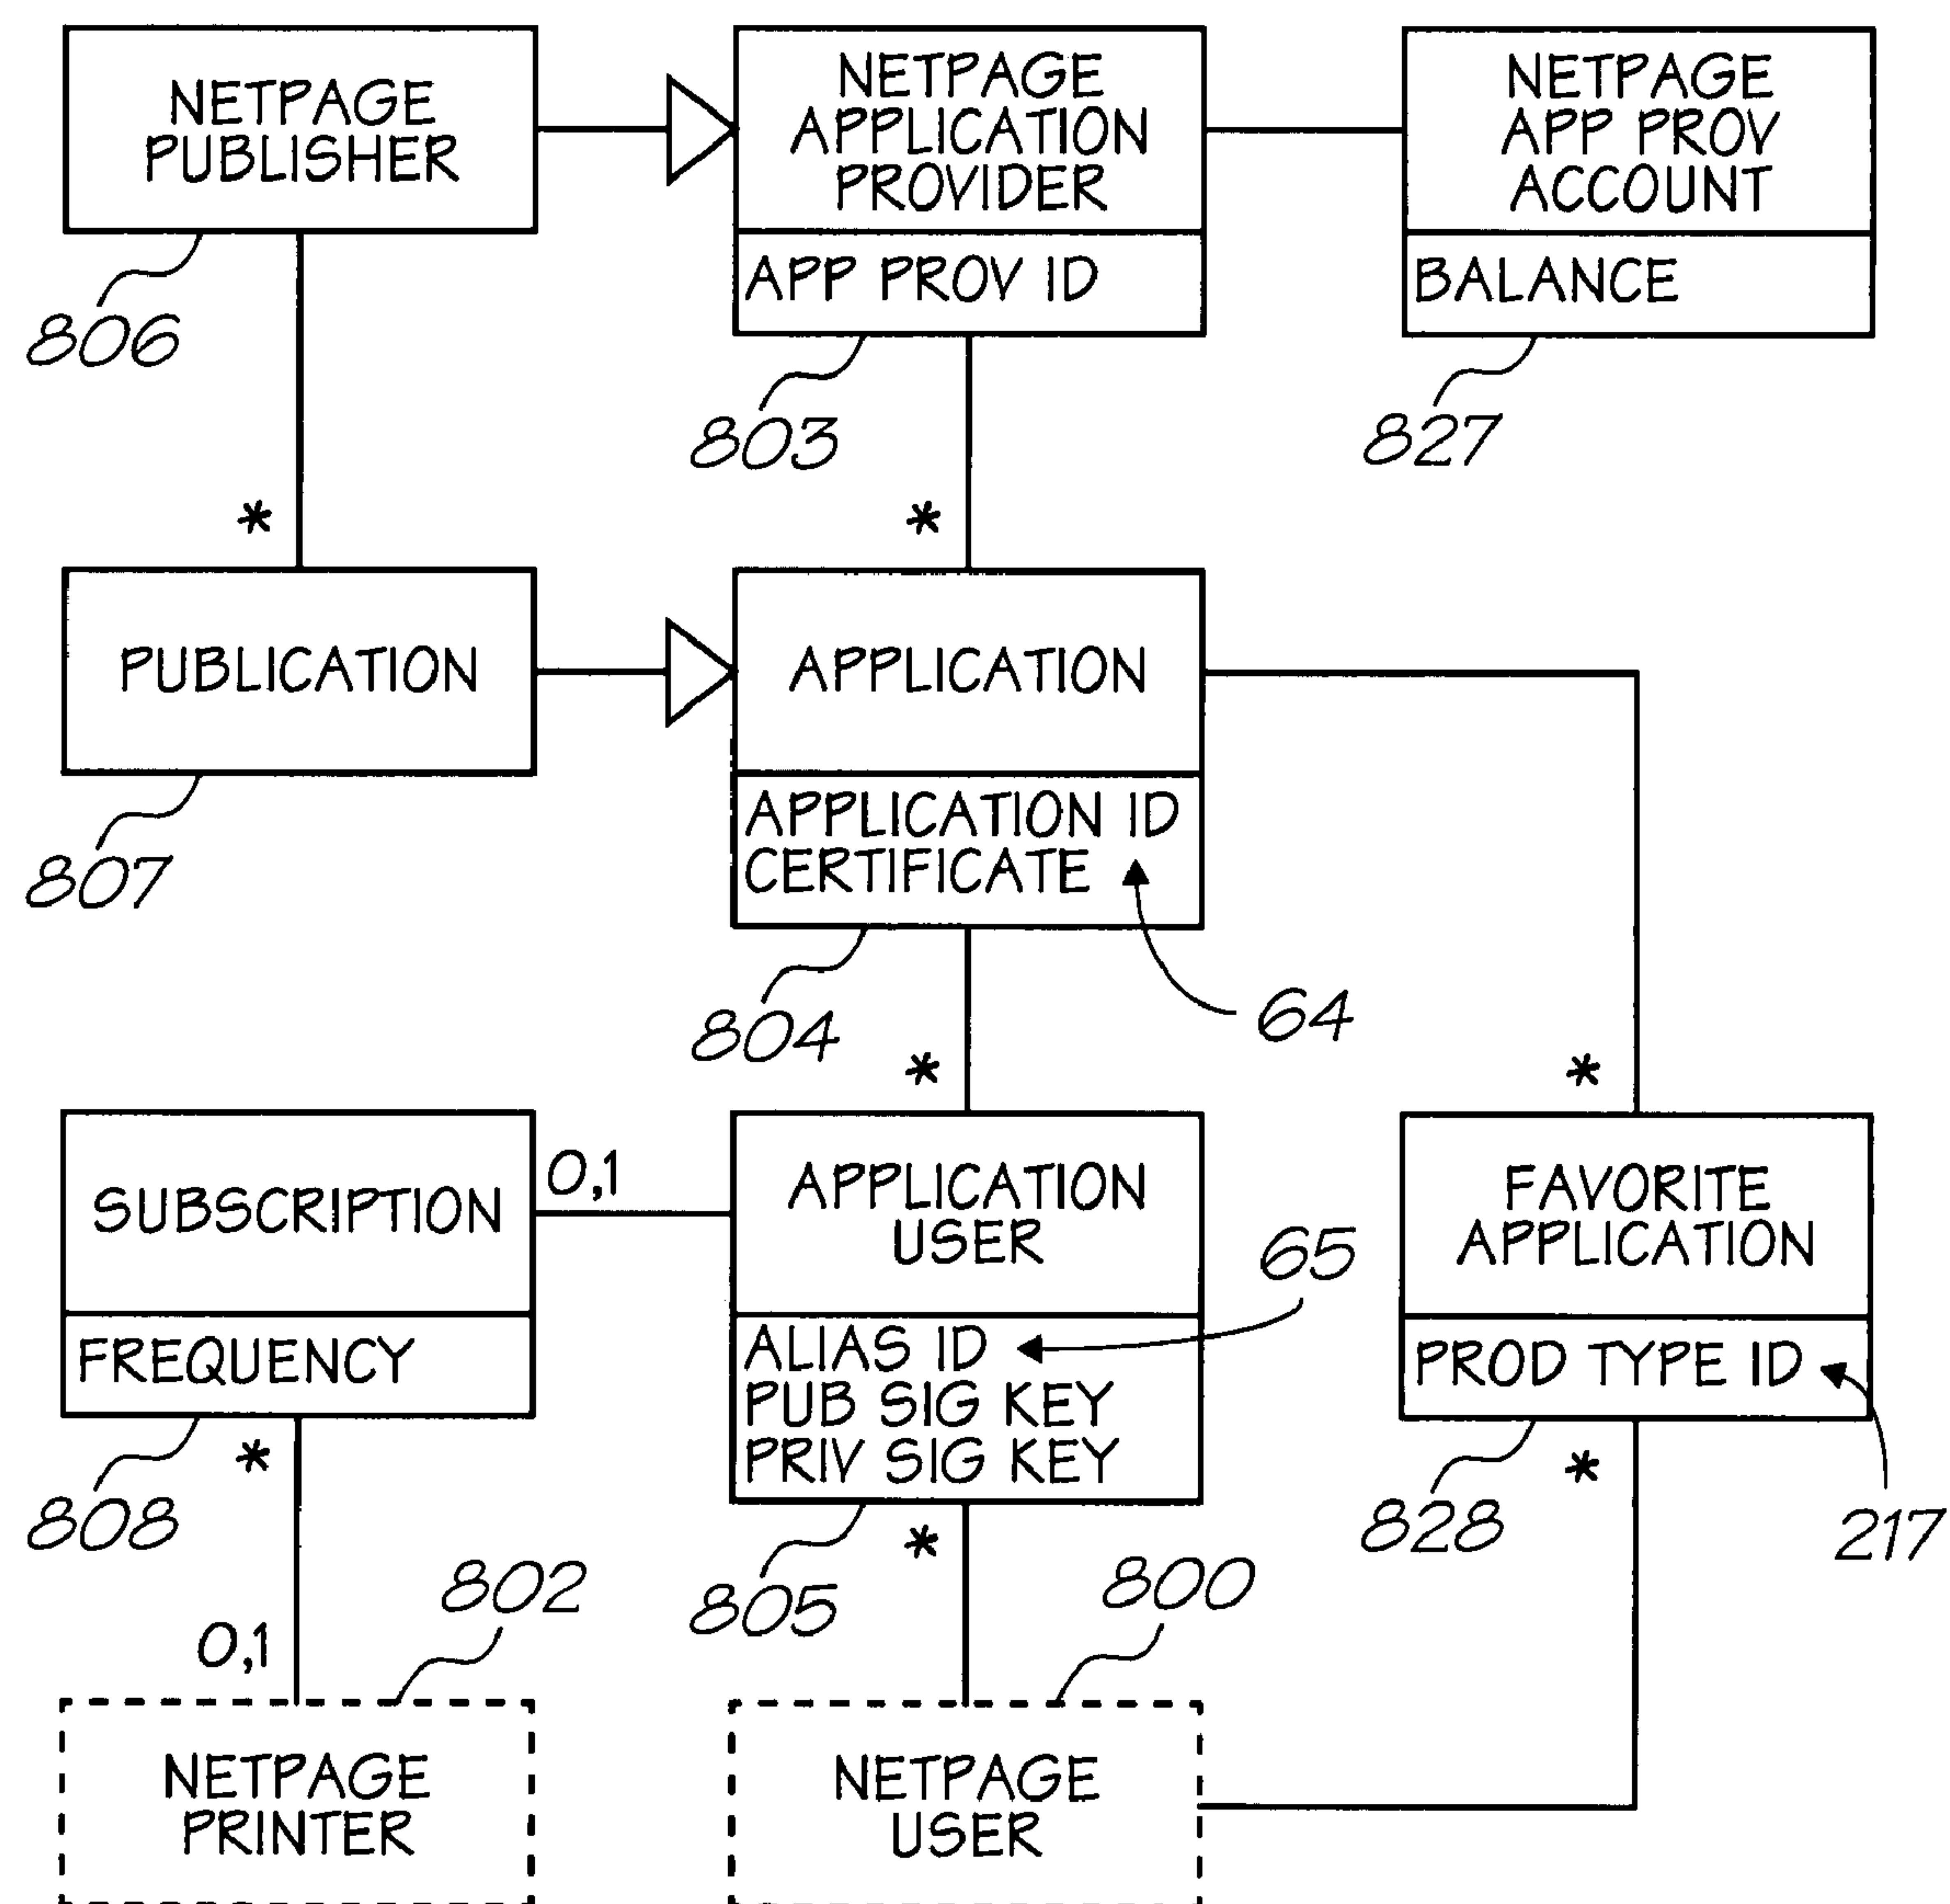 NETPAGE
PUBLISHER
NETPAGE
APPLICATION
PROVIDER
APP PROV ID
NETPAGE
APP PROV
ACCOUNT
BALANCE
806
803
827
*
*
PUBLICATION
APPLICATION
APPLICATION ID
CERTIFICATE
807
804
64
*
*
SUBSCRIPTION
FREQUENCY
0,1
APPLICATION
USER
ALIAS ID
PUB SIG KEY
PRIV SIG KEY
65
FAVORITE
APPLICATION
PROD TYPE ID
808
*
805
*
828
*
217
802
800
0,1
NETPAGE
PRINTER
NETPAGE
USER